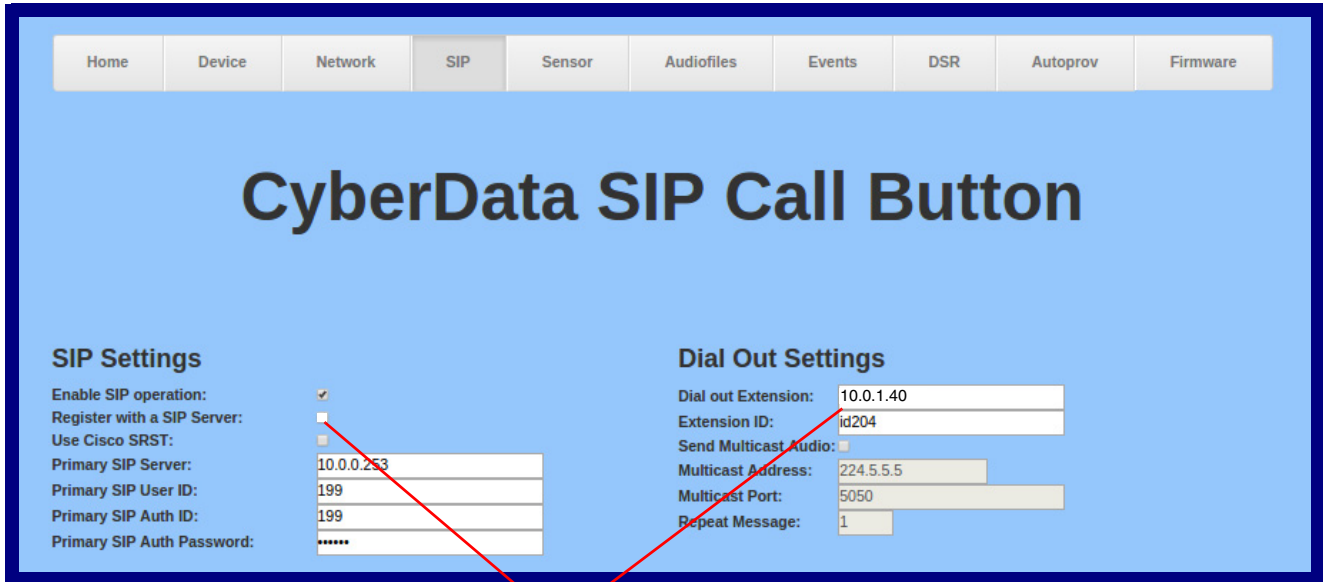 Home Device Network SIP Sensor Audiofiles Events DSR Autoprov Firmware
CyberData SIP Call Button
SIP Settings
Enable SIP operation:
Register with a SIP Server:
Use Cisco SRST:
Primary SIP Server: 10.0.0.253
Primary SIP User ID: 199
Primary SIP Auth ID: 199
Primary SIP Auth Password: ••••••
Dial Out Settings
Dial out Extension: 10.0.1.40
Extension ID: id204
Send Multicast Audio:
Multicast Address: 224.5.5.5
Multicast Port: 5050
Repeat Message: 1